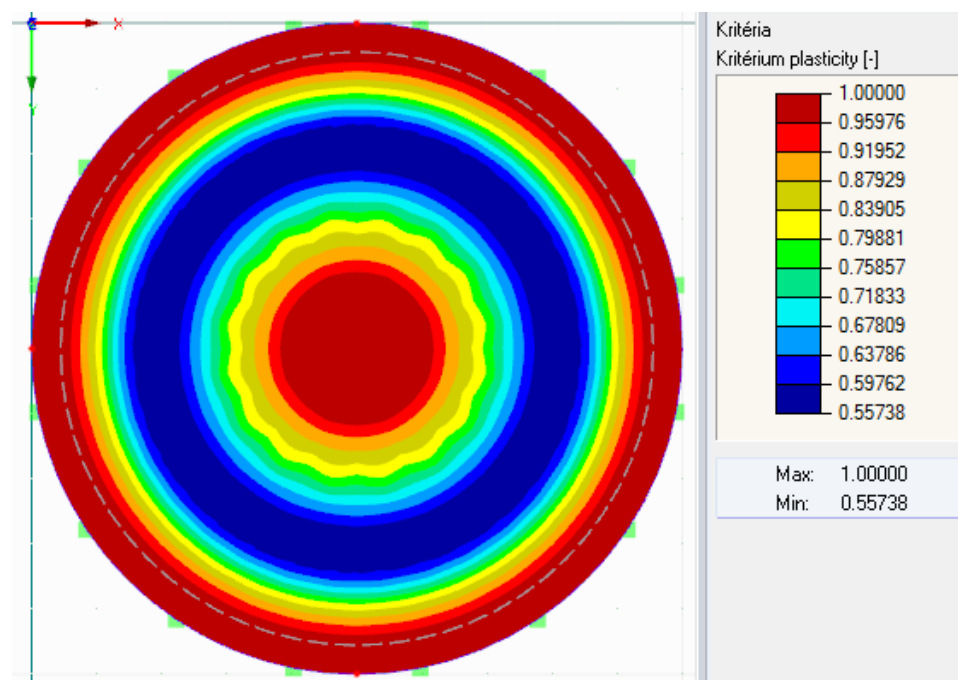 X
Y
Kritéria
Kritérium plasticity [-]
1.00000
0.95976
0.91952
0.87929
0.83905
0.79881
0.75857
0.71833
0.67809
0.63786
0.59762
0.55738
Max: 1.00000
Min: 0.55738